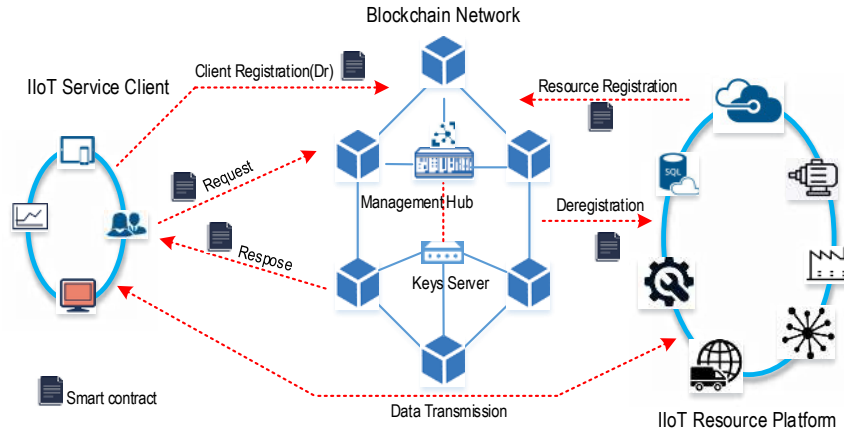 Blockchain Network
Client Registration(Dr)
IIoT Service Client
Resource Registration
SQL
Request
Management Hub
Deregistration
Respose
Keys Server
Smart contract
Data Transmission
IIoT Resource Platform